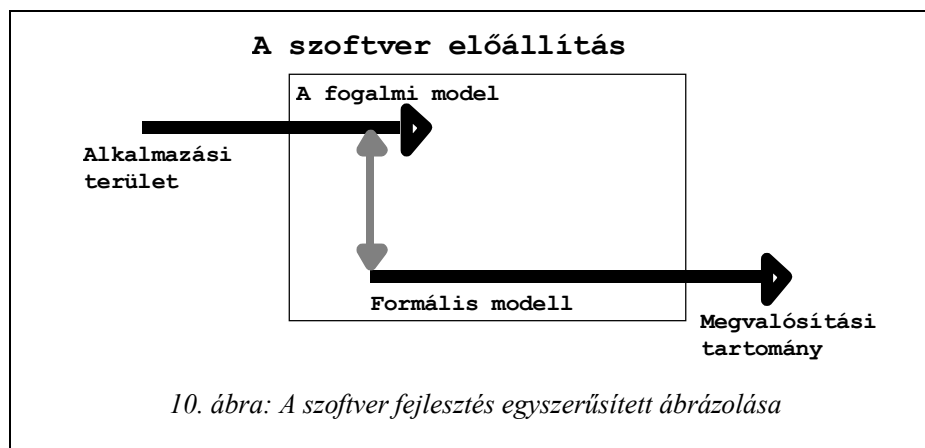 A szoftver előállítás
A fogalmi model
Alkalmazási
terület
Formális modell
Megvalósítási
tartomány
10. ábra: A szoftver fejlesztés egyszerűsített ábrázolása